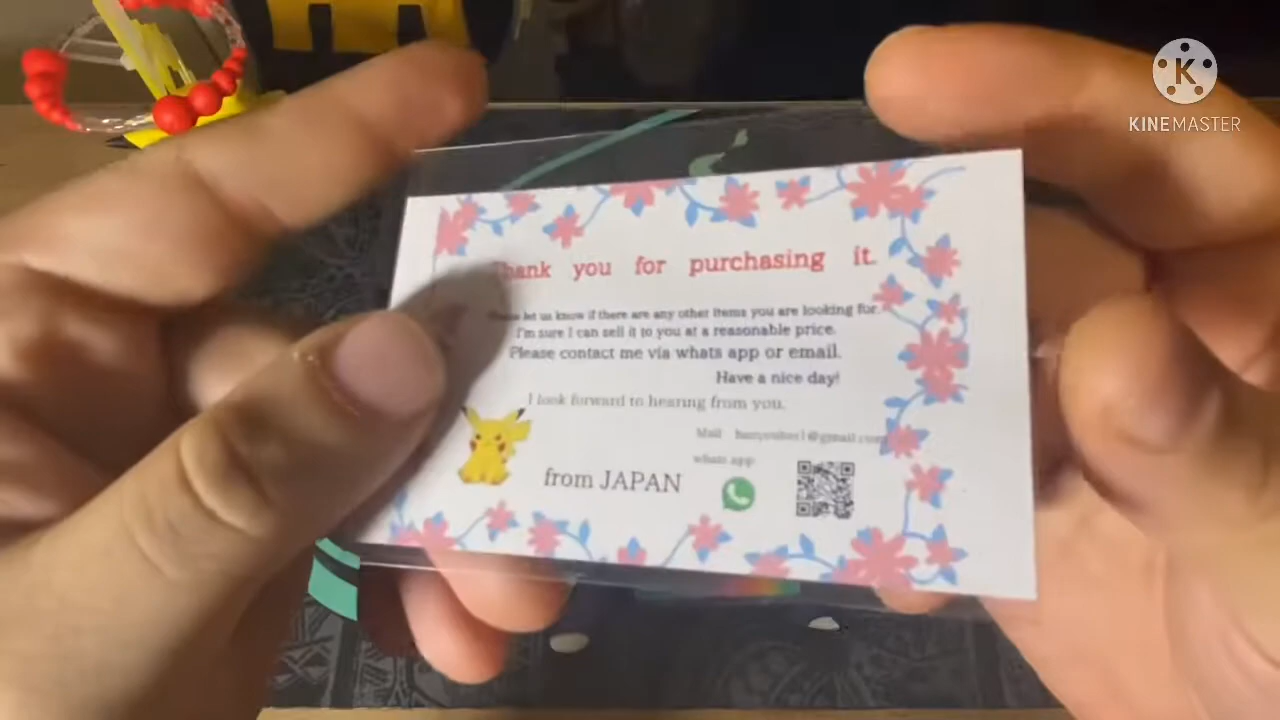 KINEMASTER
Thank you for purchasing it.
let us know if there are any other items you are looking for.
I'm sure I can sell it to you at a reasonable price.
Please contact me via whats app or email.
Have a nice day!
I look forward to hearing from you.
Mail
whats app
from JAPAN